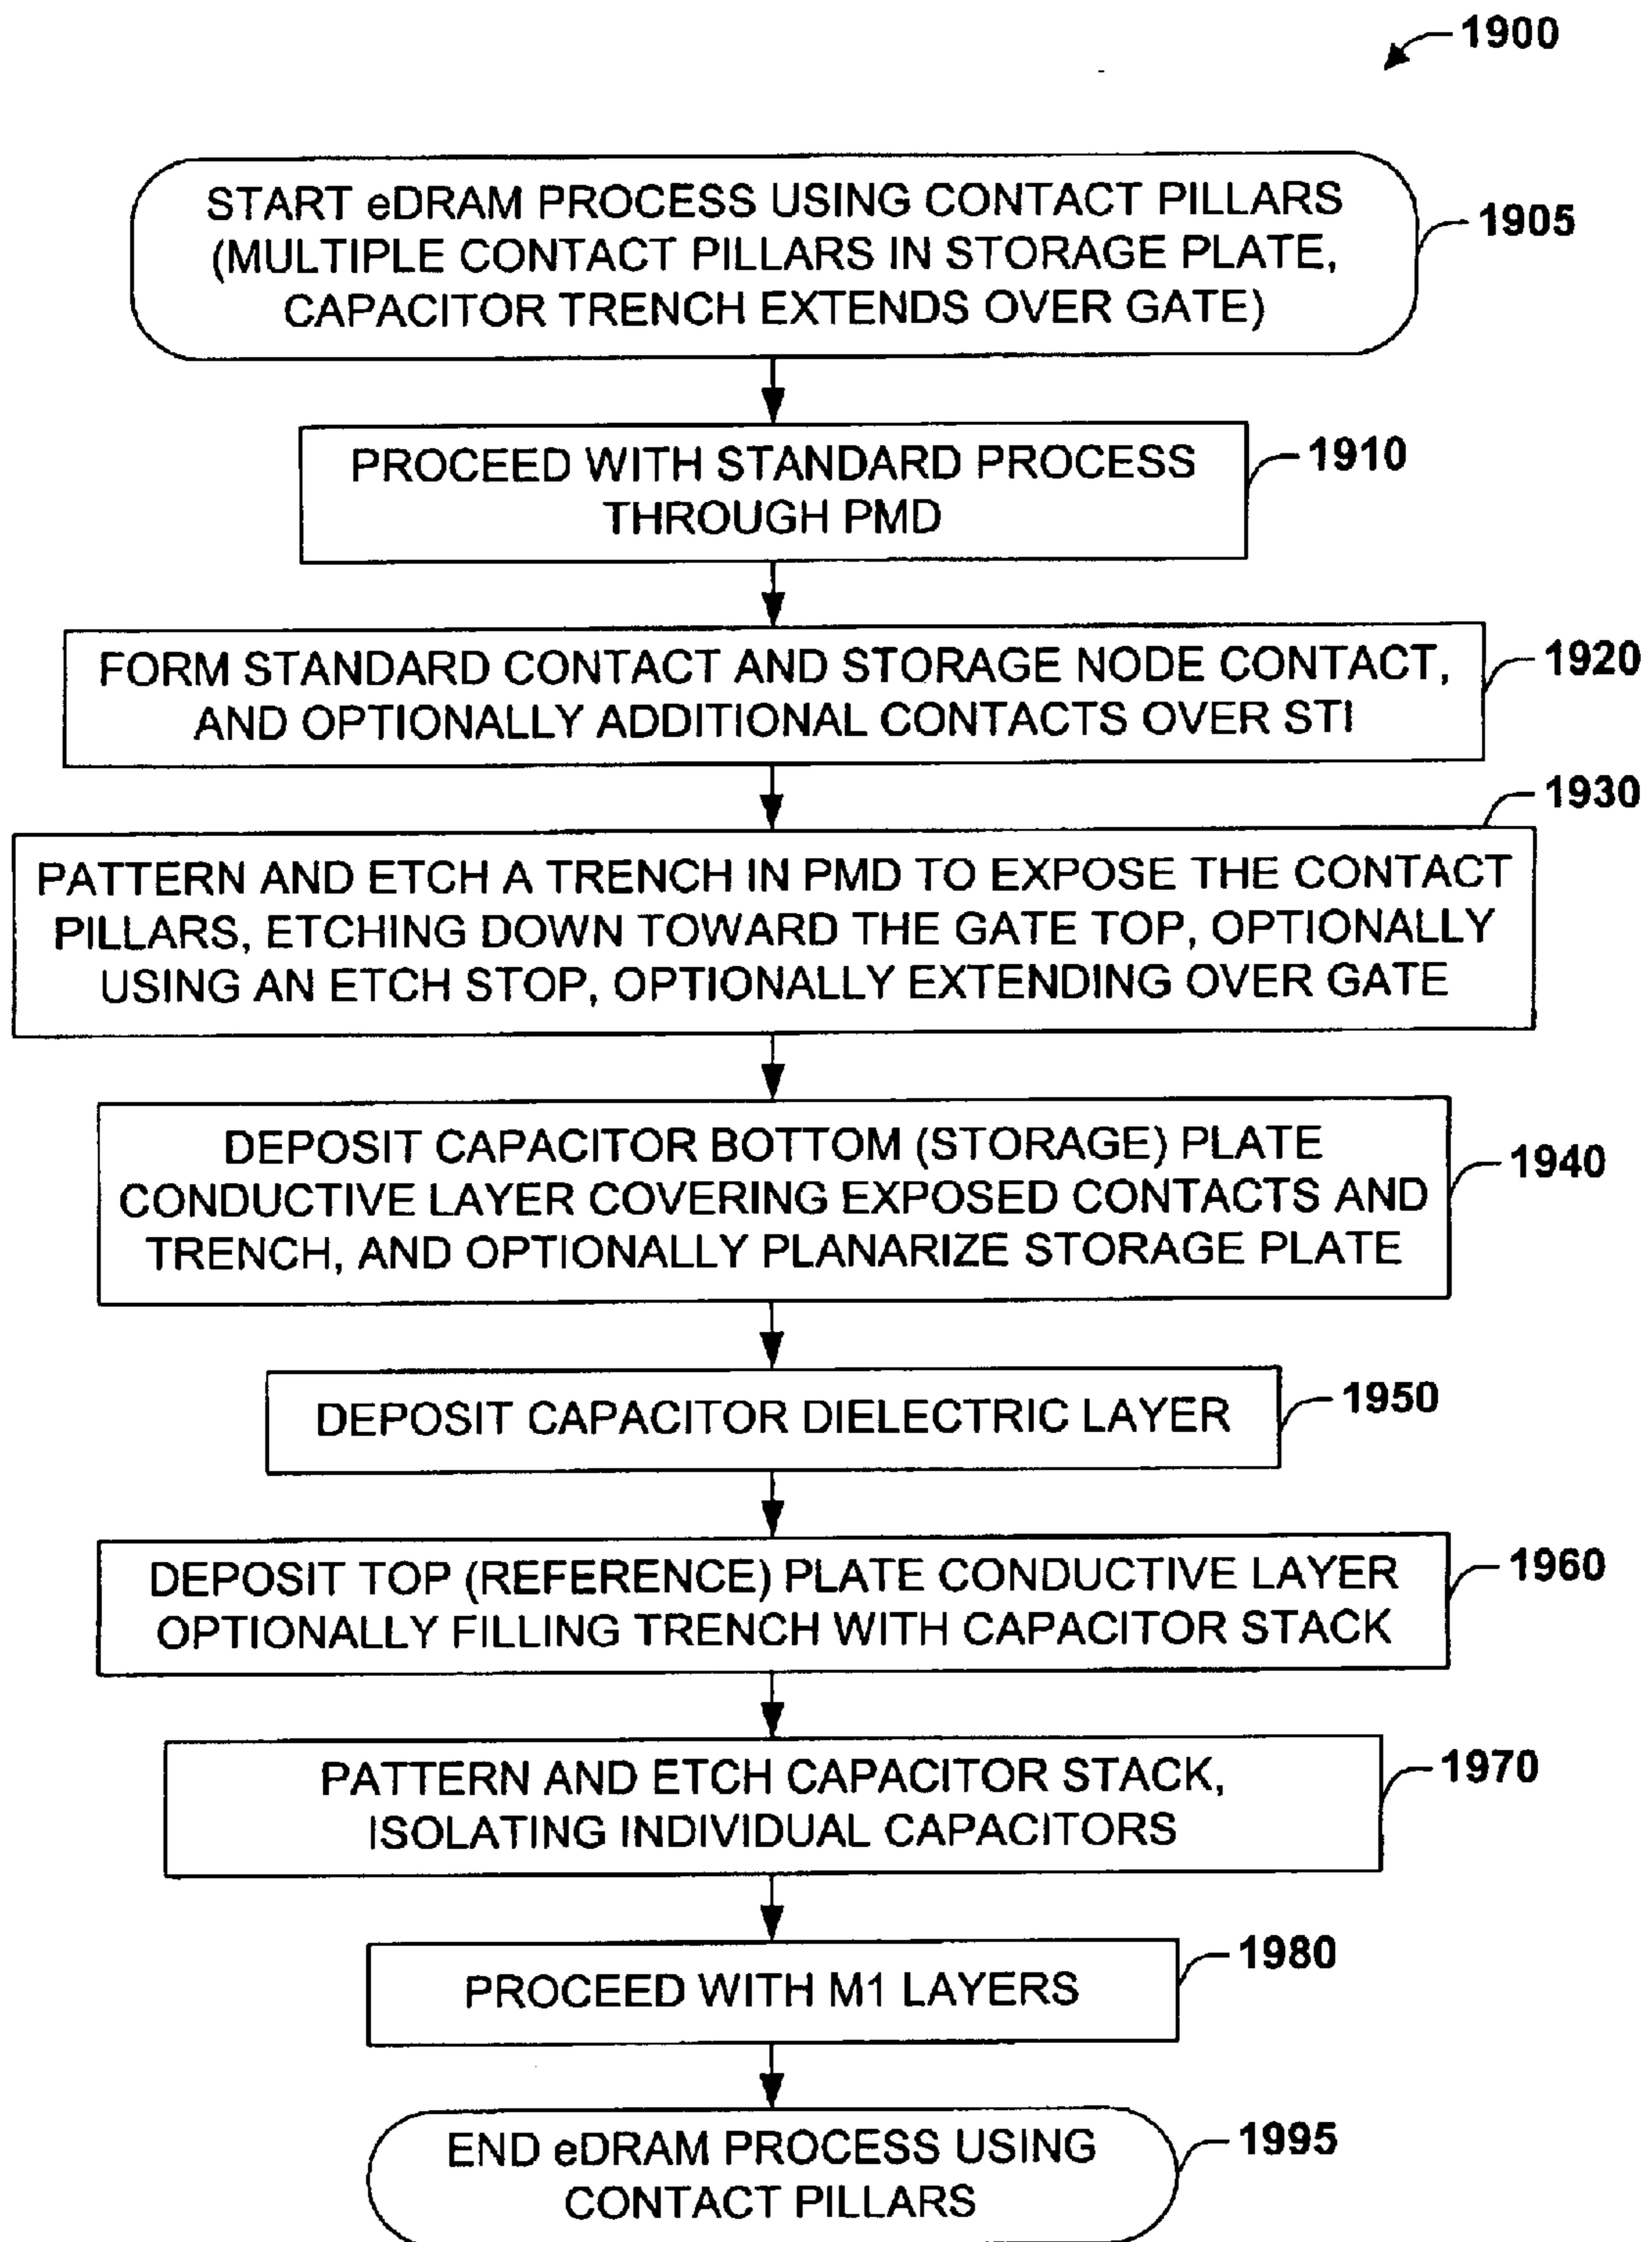 1900
START eDRAM PROCESS USING CONTACT PILLARS
(MULTIPLE CONTACT PILLARS IN STORAGE PLATE,
CAPACITOR TRENCH EXTENDS OVER GATE)
1905
PROCEED WITH STANDARD PROCESS
THROUGH PMD
1910
FORM STANDARD CONTACT AND STORAGE NODE CONTACT,
AND OPTIONALLY ADDITIONAL CONTACTS OVER STI
1920
1930
PATTERN AND ETCH A TRENCH IN PMD TO EXPOSE THE CONTACT
PILLARS, ETCHING DOWN TOWARD THE GATE TOP, OPTIONALLY
USING AN ETCH STOP, OPTIONALLY EXTENDING OVER GATE
DEPOSIT CAPACITOR BOTTOM (STORAGE) PLATE
CONDUCTIVE LAYER COVERING EXPOSED CONTACTS AND
TRENCH, AND OPTIONALLY PLANARIZE STORAGE PLATE
1940
DEPOSIT CAPACITOR DIELECTRIC LAYER
1950
DEPOSIT TOP (REFERENCE) PLATE CONDUCTIVE LAYER
OPTIONALLY FILLING TRENCH WITH CAPACITOR STACK
1960
PATTERN AND ETCH CAPACITOR STACK,
ISOLATING INDIVIDUAL CAPACITORS
1970
PROCEED WITH M1 LAYERS
1980
END eDRAM PROCESS USING
CONTACT PILLARS
1995